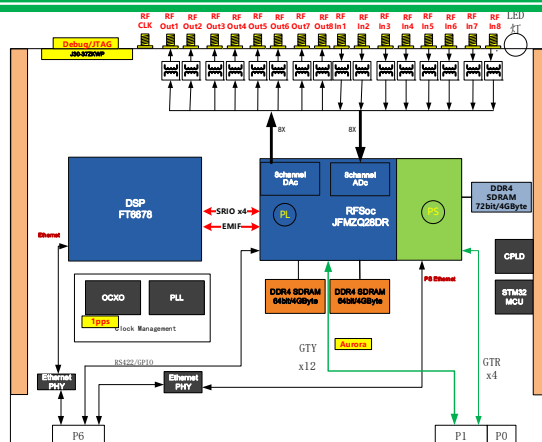 RF CLK
RF Out1
RF Out2
RF Out3
RF Out4
RF Out5
RF Out6
RF Out7
RF Out8
RF In1
RF In2
RF In3
RF In4
RF In5
RF In6
RF In7
RF In8
LED
灯
Debug/JTAG
J30-372KWP
8X
8X
8channel
DAc
8channel
ADc
DSP
FT6678
SRIO x4
EMIF
PL
RFSoc
JFMZQ28DR
PS
DDR4
SDRAM
72bit/4GByte
Ethernet
PS Ethernet
CPLD
STM32
MCU
OCXO
PLL
1pps
Clock Management
DDR4 SDRAM
64bit/4GByte
DDR4 SDRAM
64bit/4GByte
GTY
x12
Aurora
GTR
x4
RS422/GPIO
Ethernet
PHY
Ethernet
PHY
P6
P1
P0